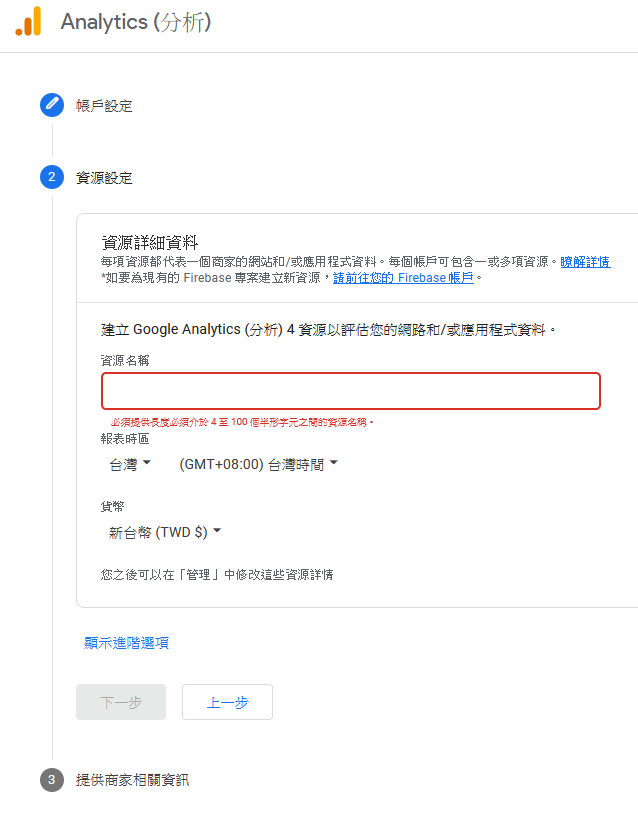 Analytics (分析)
帳戶設定
2 資源設定
資源詳細資料
每項資源都代表一個商家的網站和/或應用程式資料。每個帳戶可包含一或多項資源。瞭解詳情
*如要為現有的 Firebase 專案建立新資源，請前往您的 Firebase 帳戶。
建立 Google Analytics (分析) 4 資源以評估您的網路和/或應用程式資料。
資源名稱
必須提供長度必須介於 4 至 100 個半形字元之間的資源名稱。
報表時區
台灣 (GMT+08:00) 台灣時間
貨幣
新台幣 (TWD $)
您之後可以在「管理」中修改這些資源詳情
顯示進階選項
下一步 上一步
3 提供商家相關資訊